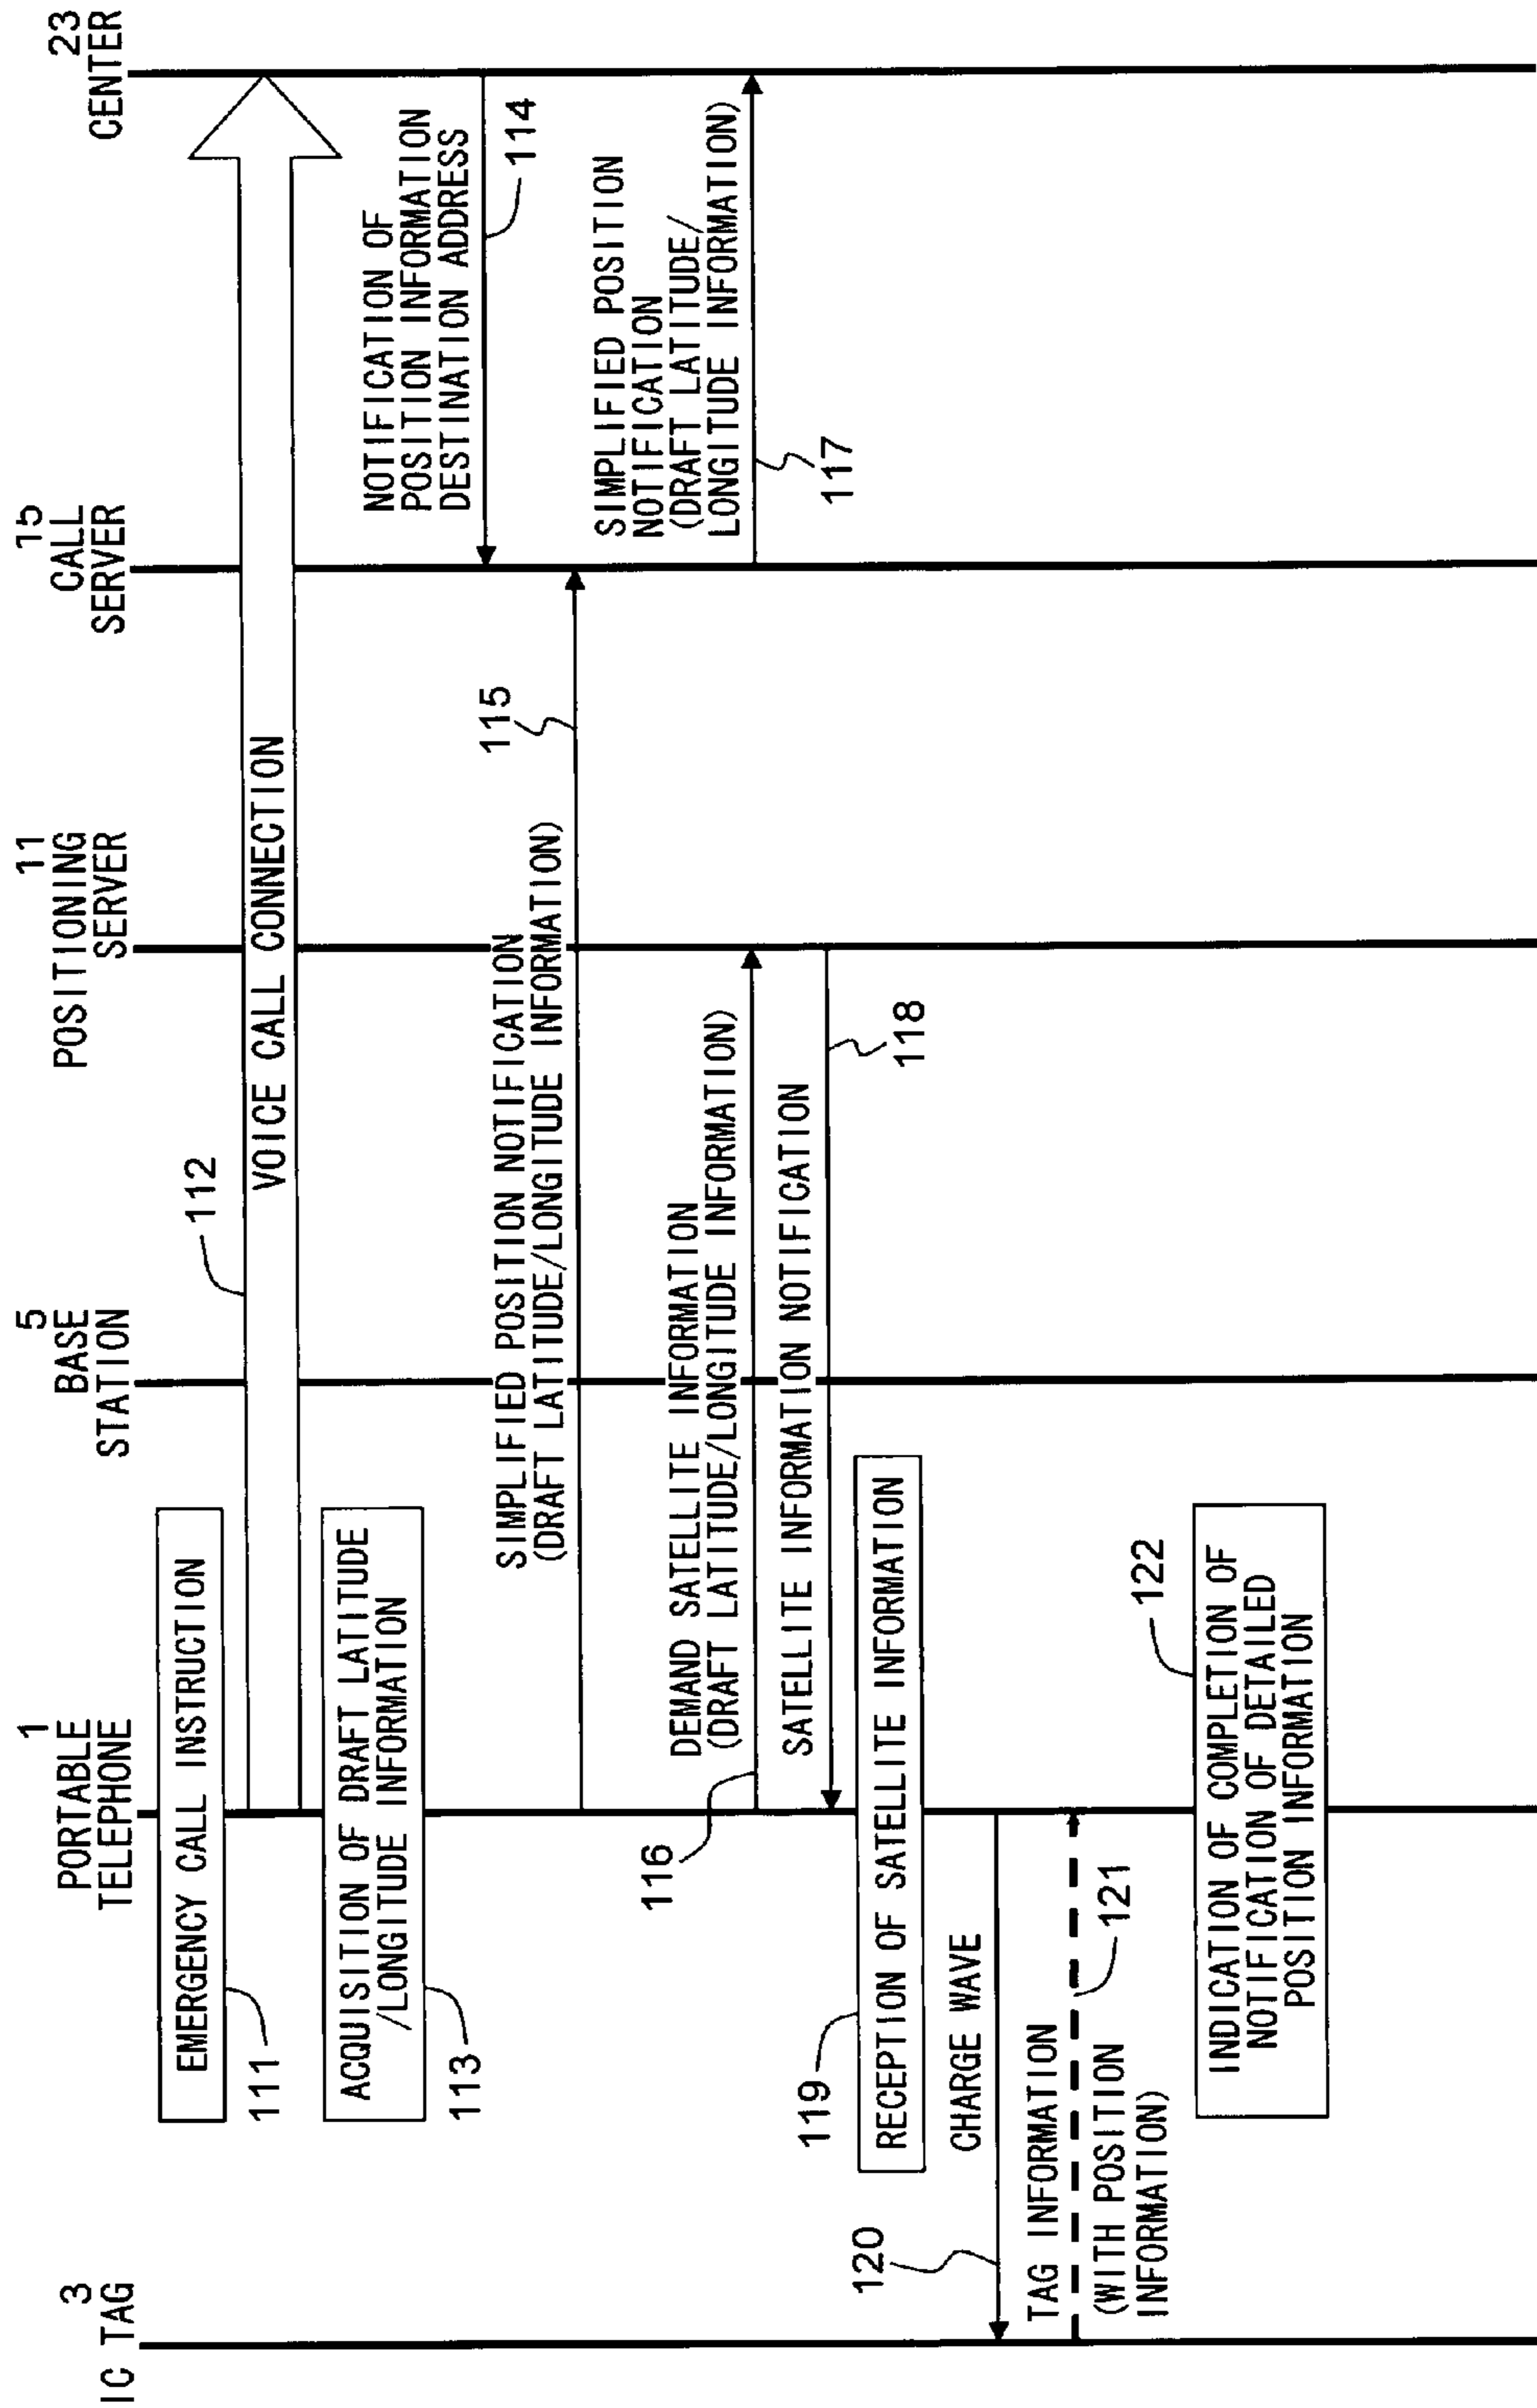 3
IC TAG
1
PORTABLE
TELEPHONE
5
BASE
STATION
11
POSITIONING
SERVER
15
CALL
SERVER
23
CENTER
EMERGENCY CALL INSTRUCTION
111
112
VOICE CALL CONNECTION
ACQUISITION OF DRAFT LATITUDE
/LONGITUDE INFORMATION
113
NOTIFICATION OF
POSITION INFORMATION
DESTINATION ADDRESS
114
SIMPLIFIED POSITION NOTIFICATION
(DRAFT LATITUDE/LONGITUDE INFORMATION)
115
DEMAND SATELLITE INFORMATION
(DRAFT LATITUDE/LONGITUDE INFORMATION)
116
SIMPLIFIED POSITION
NOTIFICATION
(DRAFT LATITUDE/
LONGITUDE INFORMATION)
117
SATELLITE INFORMATION NOTIFICATION
118
119
RECEPTION OF SATELLITE INFORMATION
CHARGE WAVE
120
TAG INFORMATION
(WITH POSITION
INFORMATION)
121
122
INDICATION OF COMPLETION OF
NOTIFICATION OF DETAILED
POSITION INFORMATION